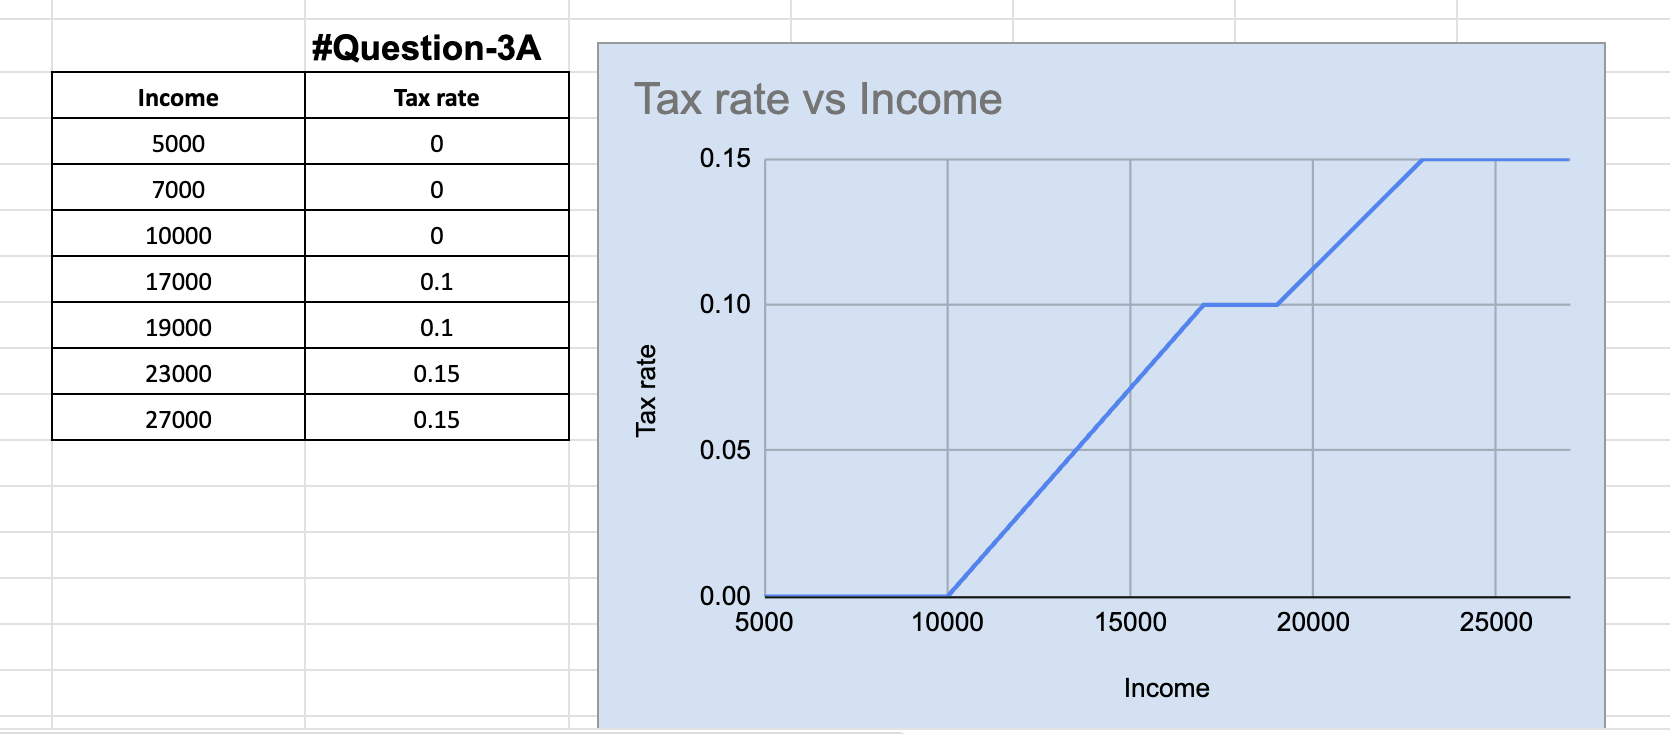 #Question-3A
Income Tax rate
5000 0
7000 0
10000 0
17000 0.1
19000 0.1
23000 0.15
27000 0.15
Tax rate vs Income
0.15
0.10
0.05
0.00
Tax rate
5000 10000 15000 20000 25000
Income